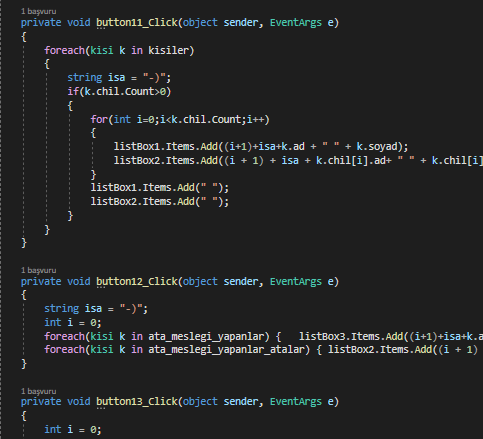 1 başvuru
private void button11_Click(object sender, EventArgs e)
{
foreach(kisi k in kisiler)
{
string isa = "-)";
if(k.chil.Count>0)
{
for(int i=0;i<k.chil.Count;i++)
{
listBox1.Items.Add((i+1)+isa+k.ad + " " + k.soyad);
listBox2.Items.Add((i + 1) + isa + k.chil[i].ad+ " " + k.chil[i]
}
listBox1.Items.Add(" ");
listBox2.Items.Add(" ");
}
}
}
1 başvuru
private void button12_Click(object sender, EventArgs e)
{
string isa = "-)";
int i = 0;
foreach(kisi k in ata_meslegi_yapanlar) { listBox3.Items.Add((i+1)+isa+k.a
foreach(kisi k in ata_meslegi_yapanlar_atalar) { listBox2.Items.Add((i + 1)
}
1 başvuru
private void button13_Click(object sender, EventArgs e)
{
int i = 0;